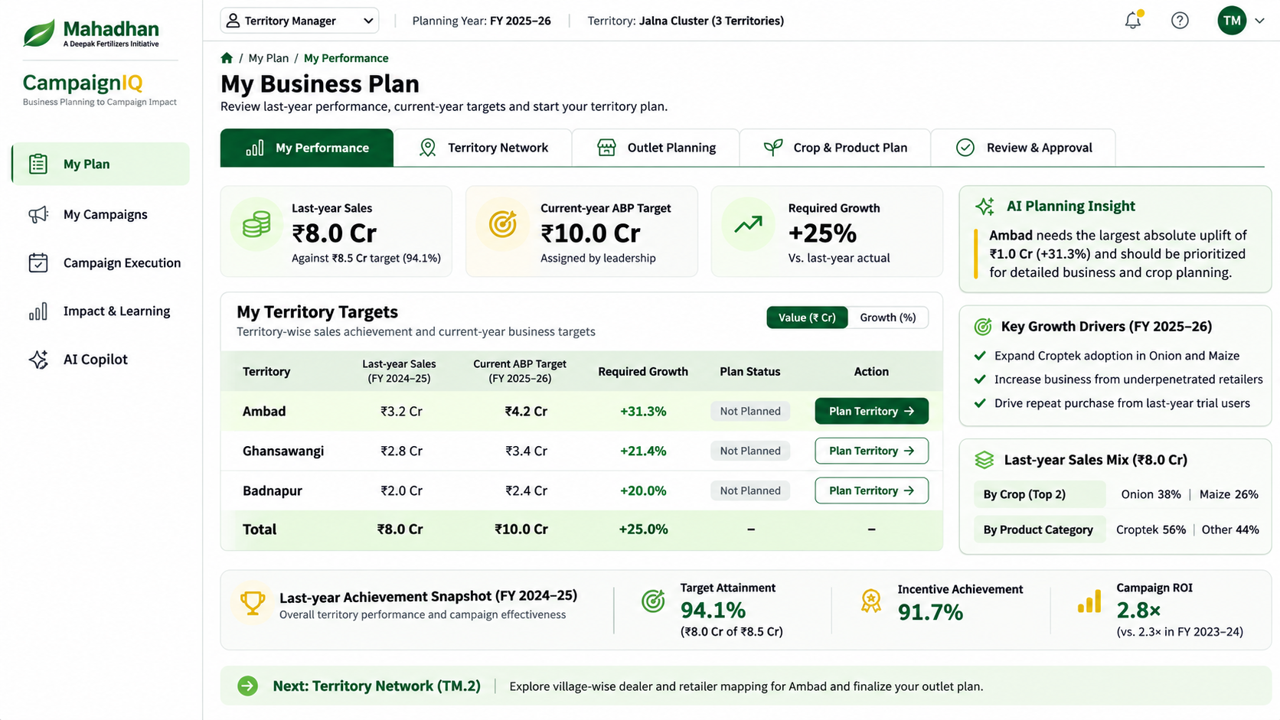 Mahadhan
A Deepak Fertilizers Initiative
CampaignIQ
Business Planning to Campaign Impact
My Plan
My Campaigns
Campaign Execution
Impact & Learning
AI Copilot
Territory Manager
Planning Year: FY 2025–26
Territory: Jalna Cluster (3 Territories)
TM
/ My Plan / My Performance
My Business Plan
Review last-year performance, current-year targets and start your territory plan.
My Performance
Territory Network
Outlet Planning
Crop & Product Plan
Review & Approval
Last-year Sales
₹8.0 Cr
Against ₹8.5 Cr target (94.1%)
Current-year ABP Target
₹10.0 Cr
Assigned by leadership
Required Growth
+25%
Vs. last-year actual
AI Planning Insight
Ambad needs the largest absolute uplift of
₹1.0 Cr (+31.3%) and should be prioritized
for detailed business and crop planning.
My Territory Targets
Territory-wise sales achievement and current-year business targets
Value (₹ Cr) Growth (%)
Territory Last-year Sales (FY 2024–25) Current ABP Target (FY 2025–26) Required Growth Plan Status Action
Ambad ₹3.2 Cr ₹4.2 Cr +31.3% Not Planned Plan Territory →
Ghansawangi ₹2.8 Cr ₹3.4 Cr +21.4% Not Planned Plan Territory →
Badnapur ₹2.0 Cr ₹2.4 Cr +20.0% Not Planned Plan Territory →
Total ₹8.0 Cr ₹10.0 Cr +25.0% – –
Key Growth Drivers (FY 2025–26)
Expand Croptek adoption in Onion and Maize
Increase business from underpenetrated retailers
Drive repeat purchase from last-year trial users
Last-year Sales Mix (₹8.0 Cr)
By Crop (Top 2) Onion 38% | Maize 26%
By Product Category Croptek 56% | Other 44%
Last-year Achievement Snapshot (FY 2024–25)
Overall territory performance and campaign effectiveness
Target Attainment
94.1%
(₹8.0 Cr of ₹8.5 Cr)
Incentive Achievement
91.7%
Campaign ROI
2.8×
(vs. 2.3× in FY 2023–24)
Next: Territory Network (TM.2) | Explore village-wise dealer and retailer mapping for Ambad and finalize your outlet plan.